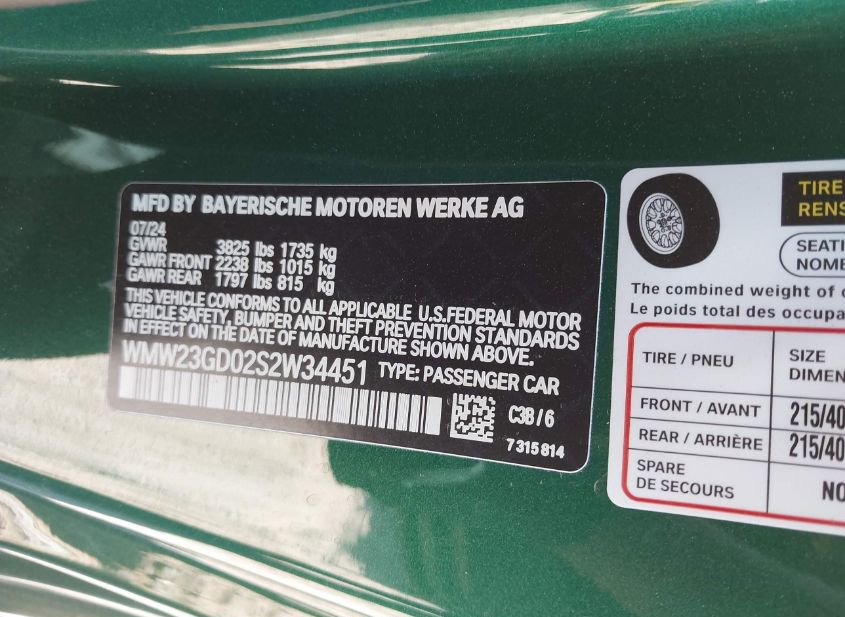 MFD BY BAYERISCHE MOTOREN WERKE AG
07/24
GVWR 3825 lbs 1735 kg
GAWR FRONT 2238 lbs 1015 kg
GAWR REAR 1797 lbs 815 kg
THIS VEHICLE CONFORMS TO ALL APPLICABLE U.S.FEDERAL MOTOR
VEHICLE SAFETY, BUMPER AND THEFT PREVENTION STANDARDS
IN EFFECT ON THE DATE OF MANUFACTURE SHOWN ABOVE.
WMW23GD02S2W34451 TYPE: PASSENGER CAR
C3B / 6
7 315 814
TIRE
RENS
SEATI
NOMB
The combined weight of
Le poids total des occupa
TIRE / PNEU SIZE
DIMEN
FRONT / AVANT 215/40
REAR / ARRIÈRE 215/40
SPARE
DE SECOURS NO